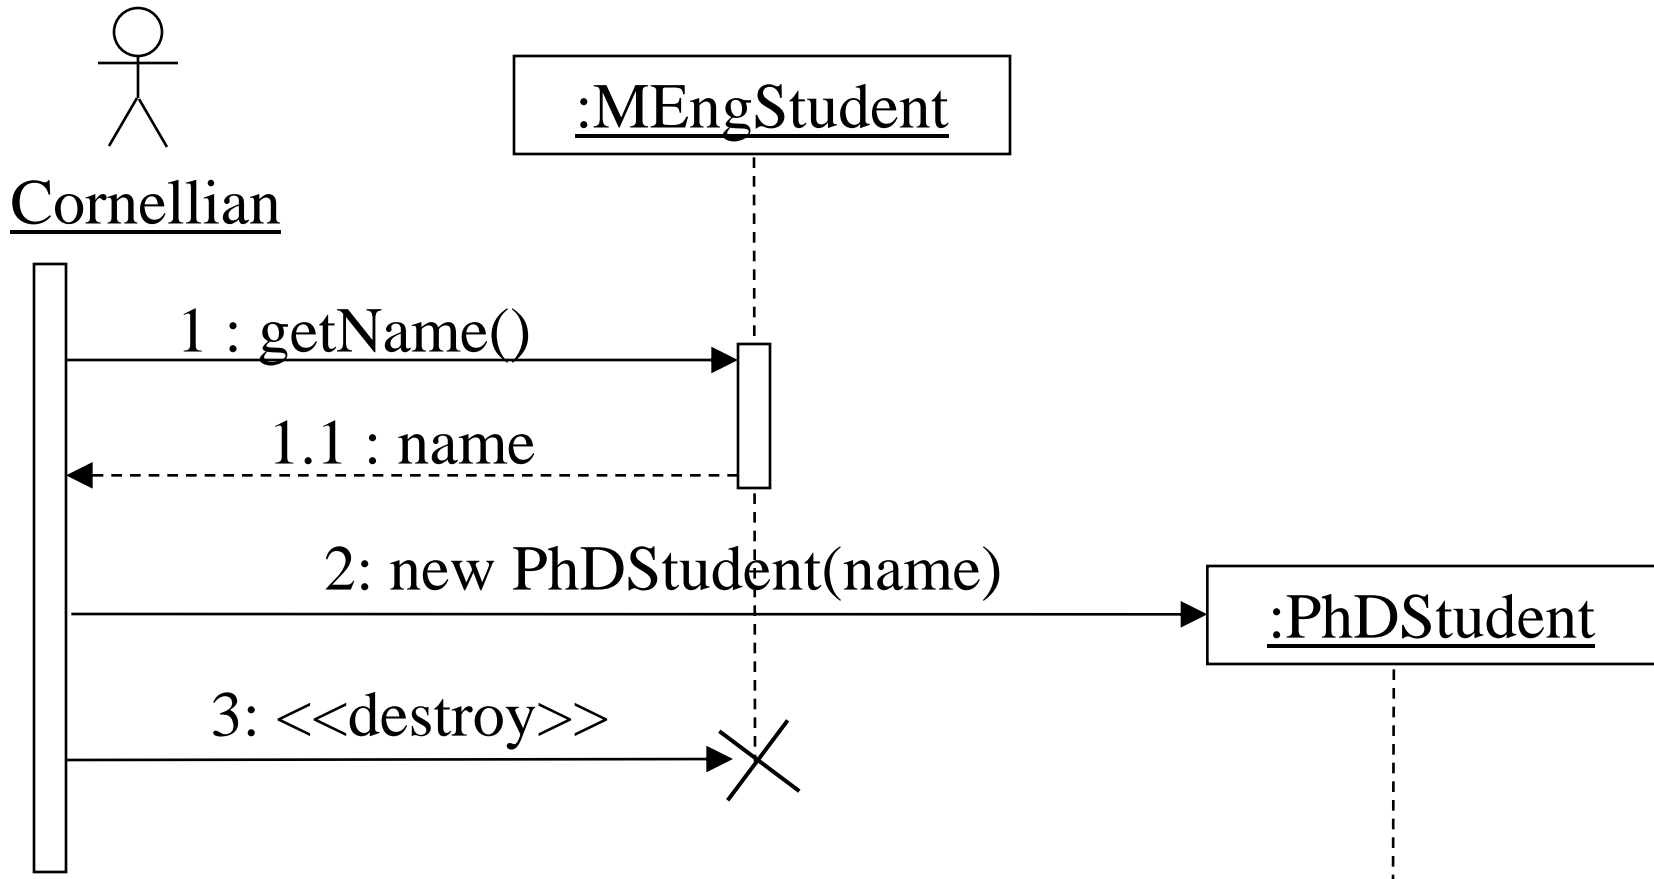 :MEngStudent
Cornellian
1 : getName()
1.1 : name
2: new PhDStudent(name)
:PhDStudent
3: <<destroy>>